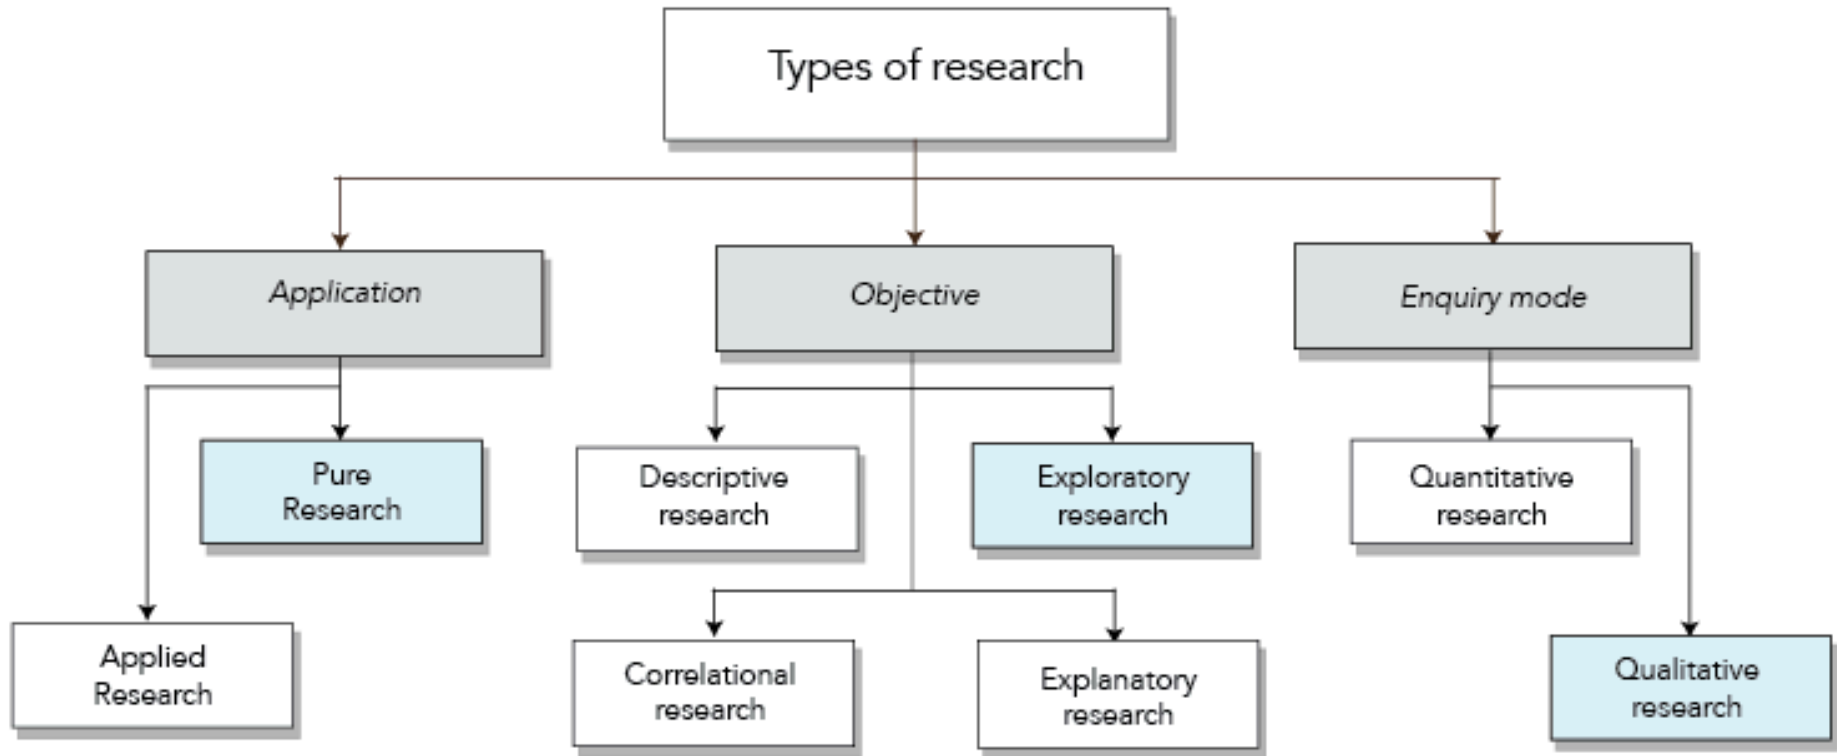 Types of research
Application
Objective
Enquiry mode
Pure
Research
Descriptive
research
Exploratory
research
Quantitative
research
Applied
Research
Correlational
research
Explanatory
research
Qualitative
research